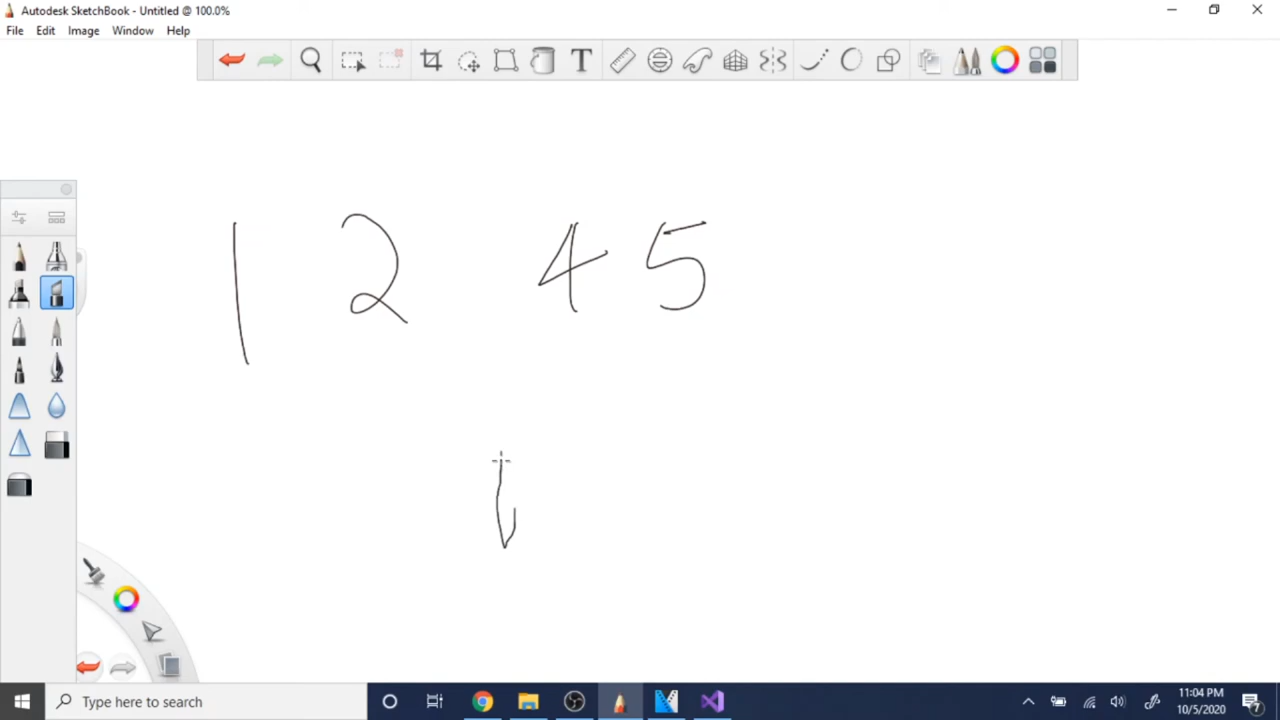 Autodesk SketchBook - Untitled @ 100.0%
File Edit Image Window Help
1 2 4 5
Type here to search
11:04 PM
10/5/2020
7